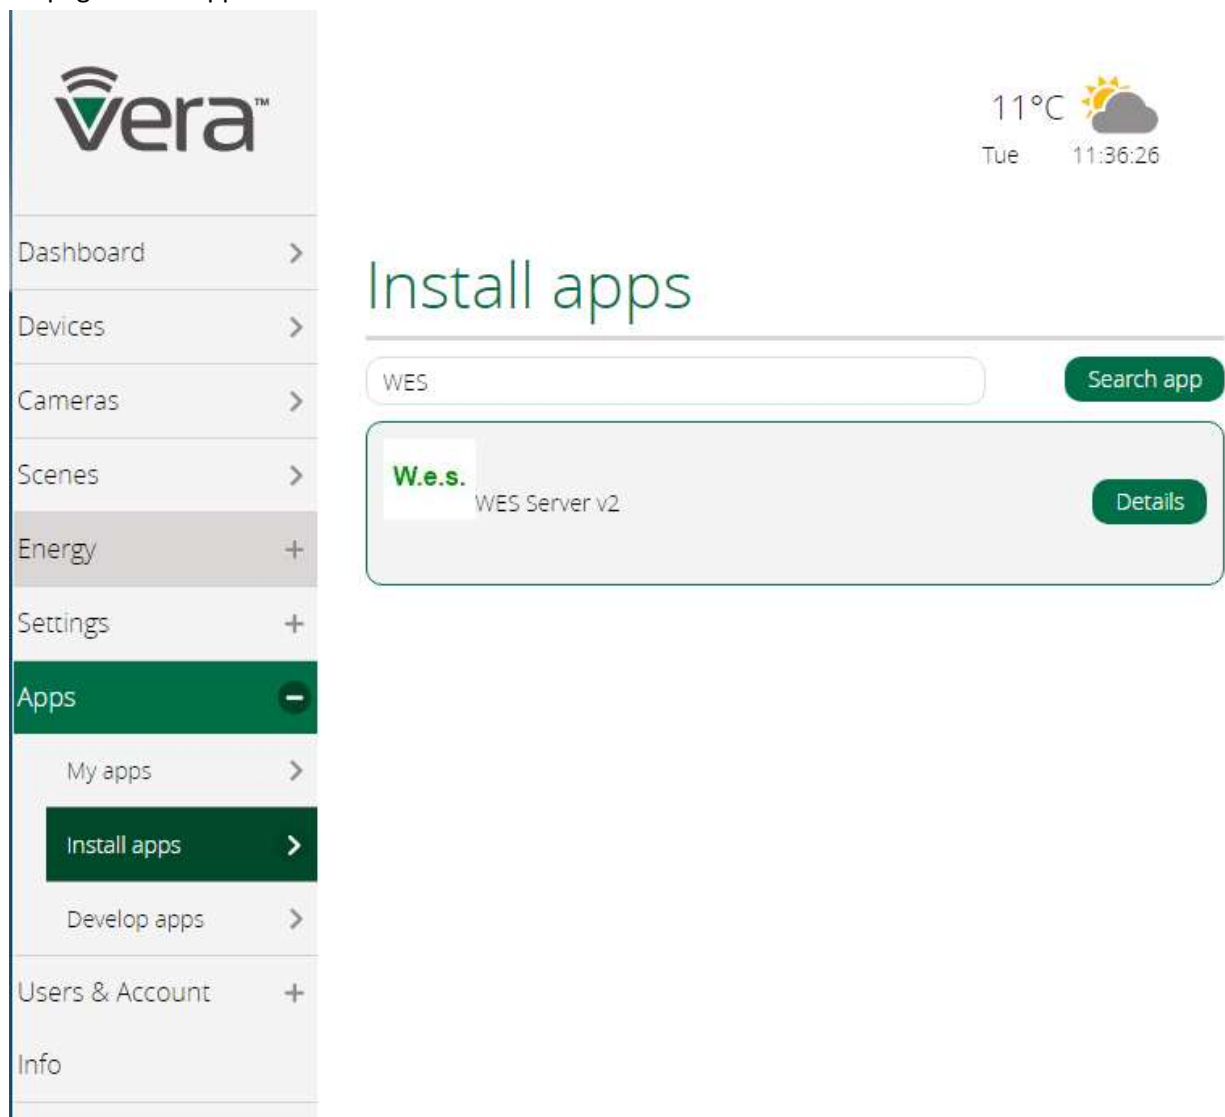 vera™
11°C
Tue 11:36:26
Dashboard
Devices
Cameras
Scenes
Energy
Settings
Apps
My apps
Install apps
Develop apps
Users & Account
Info
Install apps
WES
Search app
W.e.s.
WES Server v2
Details